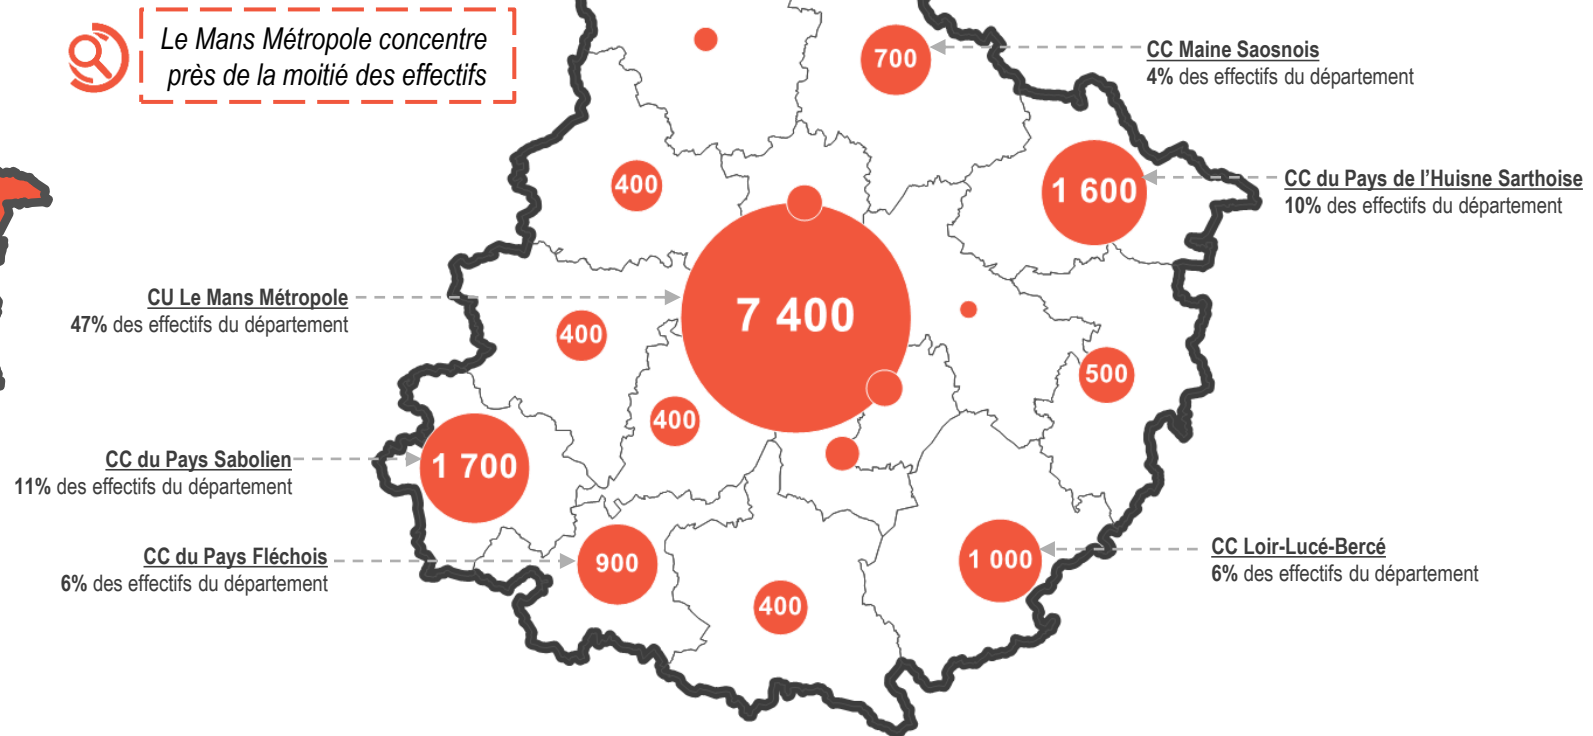 Le Mans Métropole concentre
près de la moitié des effectifs
700
CC Maine Saosnois
4% des effectifs du département
400
1 600
CC du Pays de l’Huisne Sarthoise
10% des effectifs du département
CU Le Mans Métropole
47% des effectifs du département
7 400
400
500
400
CC du Pays Sabolien
11% des effectifs du département
1 700
CC du Pays Fléchois
6% des effectifs du département
900
1 000
CC Loir-Lucé-Bercé
6% des effectifs du département
400